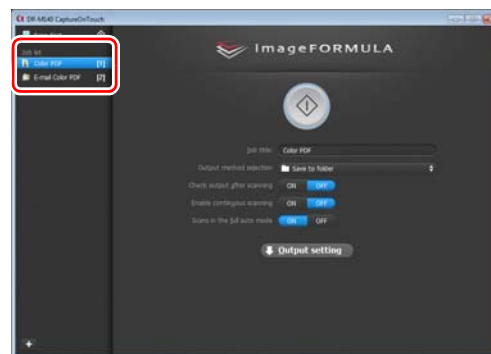 DR-M140 CaptureOnTouch
Job list
Color PDF [1]
E-mail Color PDF [2]
imageFORMULA
Job title: Color PDF
Output method selection Save to folder
Check output after scanning ON OFF
Enable continuous scanning ON OFF
Scans in the full auto mode ON OFF
Output setting
+